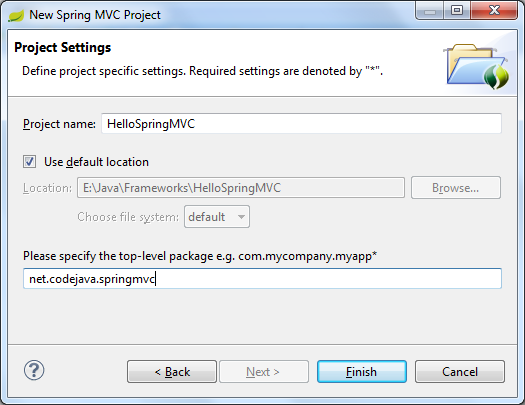 New Spring MVC Project
Project Settings
Define project specific settings. Required settings are denoted by "*".
Project name: HelloSpringMVC
Use default location
Location: E:\Java\Frameworks\HelloSpringMVC Browse...
Choose file system: default
Please specify the top-level package e.g. com.mycompany.myapp*
net.codejava.springmvc
? < Back Next > Finish Cancel